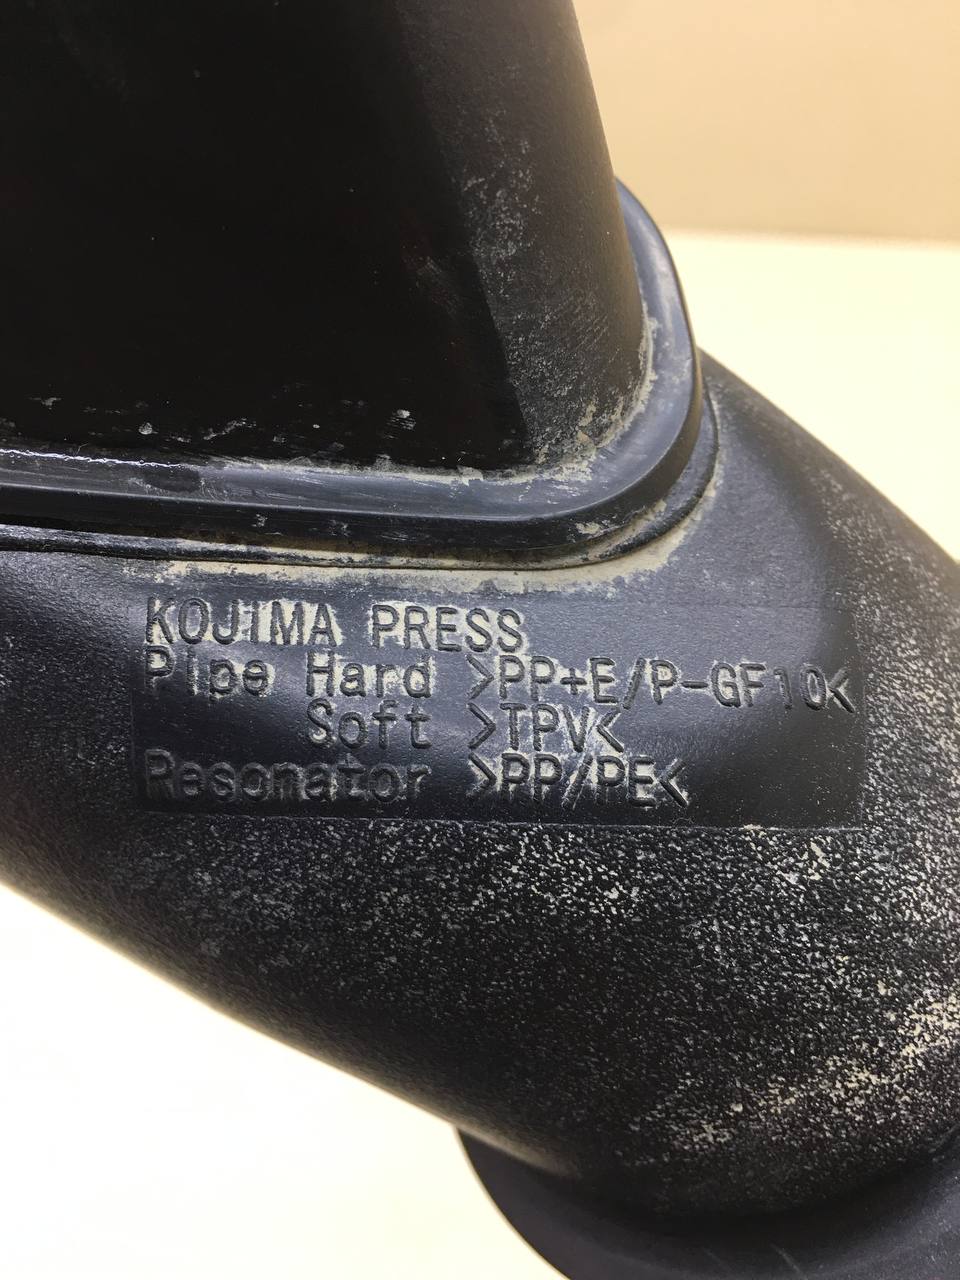 KOJIMA PRESS
Pipe Hard >PP+E/P-GF10<
Soft >TPV<
Resonator >PP/PE<